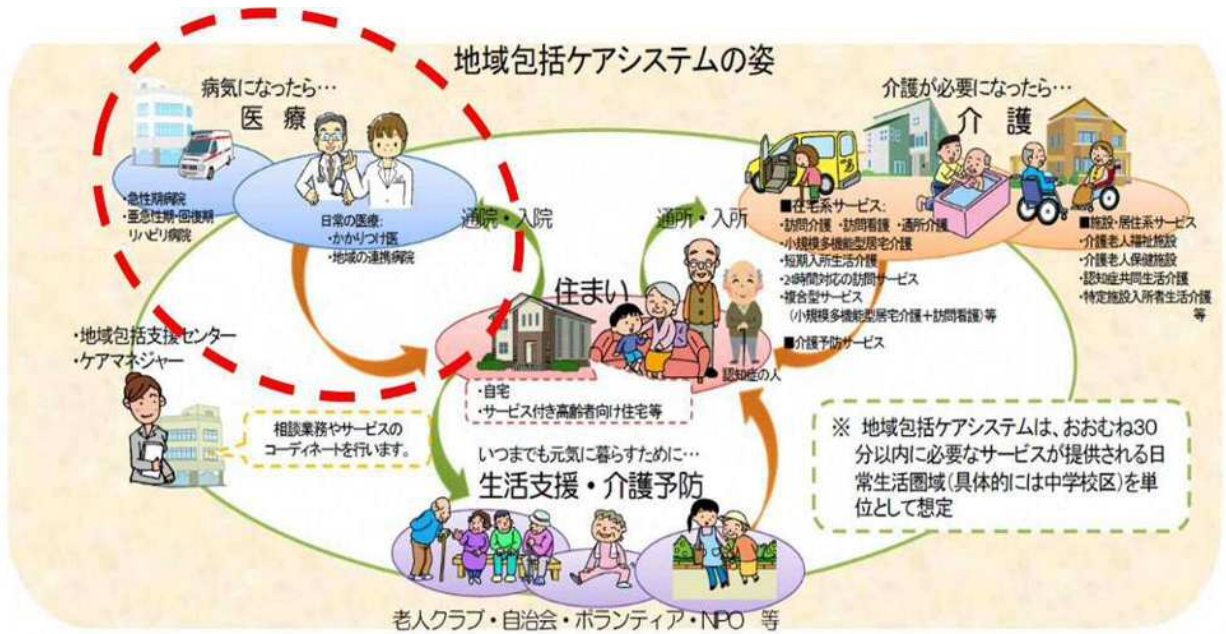 地域包括ケアシステムの姿
病気になったら…
医 療
・急性期病院
・亜急性期・回復期
リハビリ病院
日常の医療:
・かかりつけ医
・地域の連携病院
通院・入院
通所・入所
介護が必要になったら…
介 護
■在宅系サービス:
・訪問介護 ・訪問看護 ・通所介護
・小規模多機能型居宅介護
・短期入所生活介護
・24時間対応の訪問サービス
・複合型サービス
(小規模多機能型居宅介護+訪問看護)等
■介護予防サービス
■施設・居住系サービス
・介護老人福祉施設
・介護老人保健施設
・認知症共同生活介護
・特定施設入所者生活介護
等
住まい
認知症の人
・自宅
・サービス付き高齢者向け住宅等
・地域包括支援センター
・ケアマネジャー
相談業務やサービスの
コーディネートを行います。
いつまでも元気に暮らすために…
生活支援・介護予防
老人クラブ・自治会・ボランティア・NPO 等
※ 地域包括ケアシステムは、おおむね30
分以内に必要なサービスが提供される日
常生活圏域(具体的には中学校区)を単
位として想定